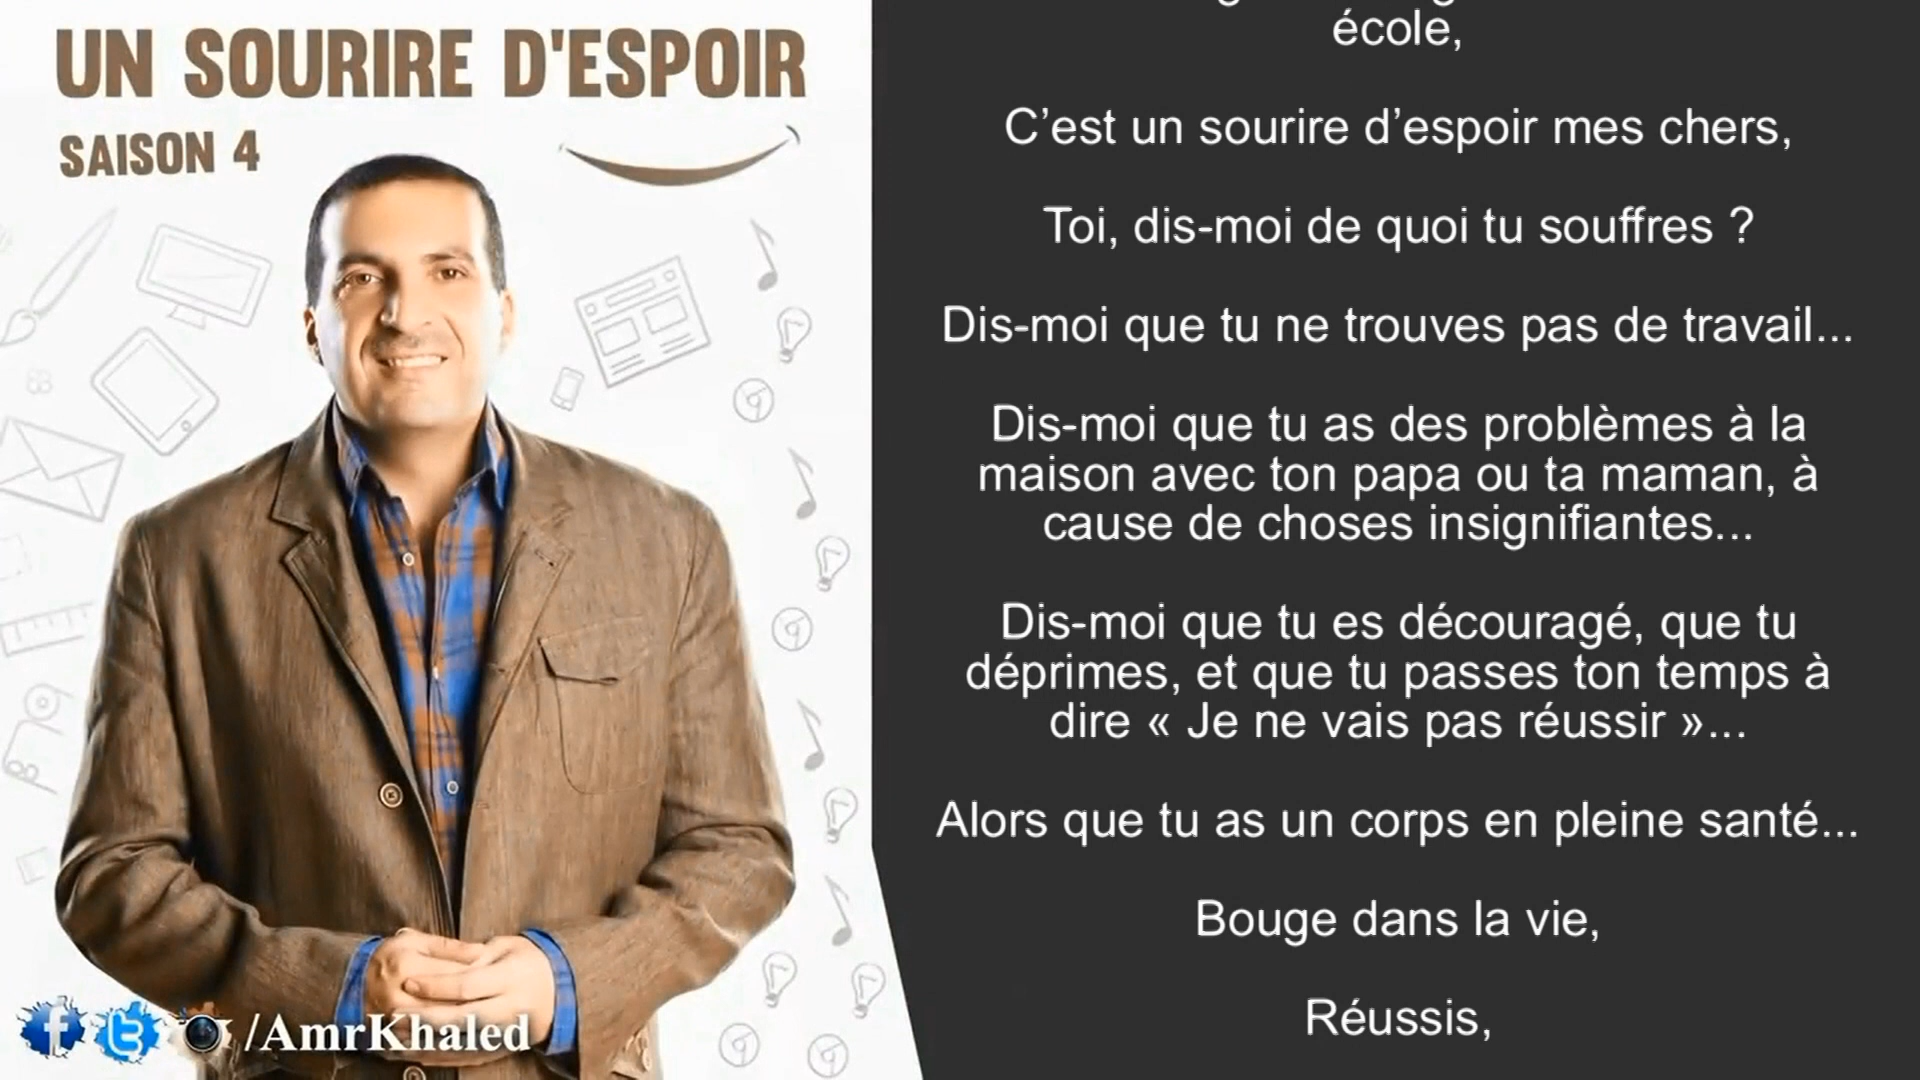 UN SOURIRE D'ESPOIR
SAISON 4
/AmrKhaled
école,
C’est un sourire d’espoir mes chers,
Toi, dis-moi de quoi tu souffres ?
Dis-moi que tu ne trouves pas de travail...
Dis-moi que tu as des problèmes à la
maison avec ton papa ou ta maman, à
cause de choses insignifiantes...
Dis-moi que tu es découragé, que tu
déprimes, et que tu passes ton temps à
dire « Je ne vais pas réussir »...
Alors que tu as un corps en pleine santé...
Bouge dans la vie,
Réussis,